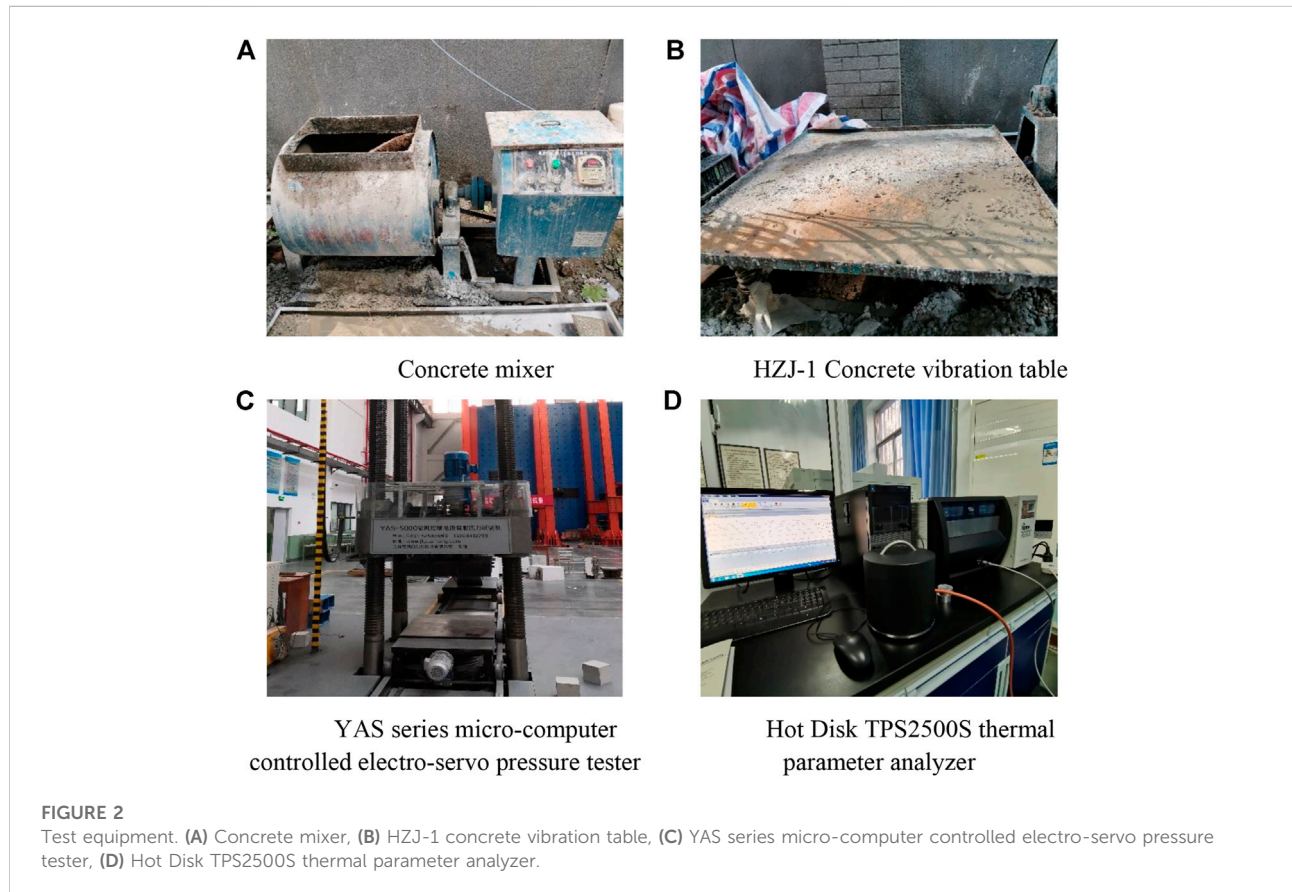 A
B
Concrete mixer
HZJ-1 Concrete vibration table
C
D
YAS-5000
YAS series micro-computer
controlled electro-servo pressure tester
Hot Disk TPS2500S thermal
parameter analyzer
FIGURE 2
Test equipment. (A) Concrete mixer, (B) HZJ-1 concrete vibration table, (C) YAS series micro-computer controlled electro-servo pressure
tester, (D) Hot Disk TPS2500S thermal parameter analyzer.